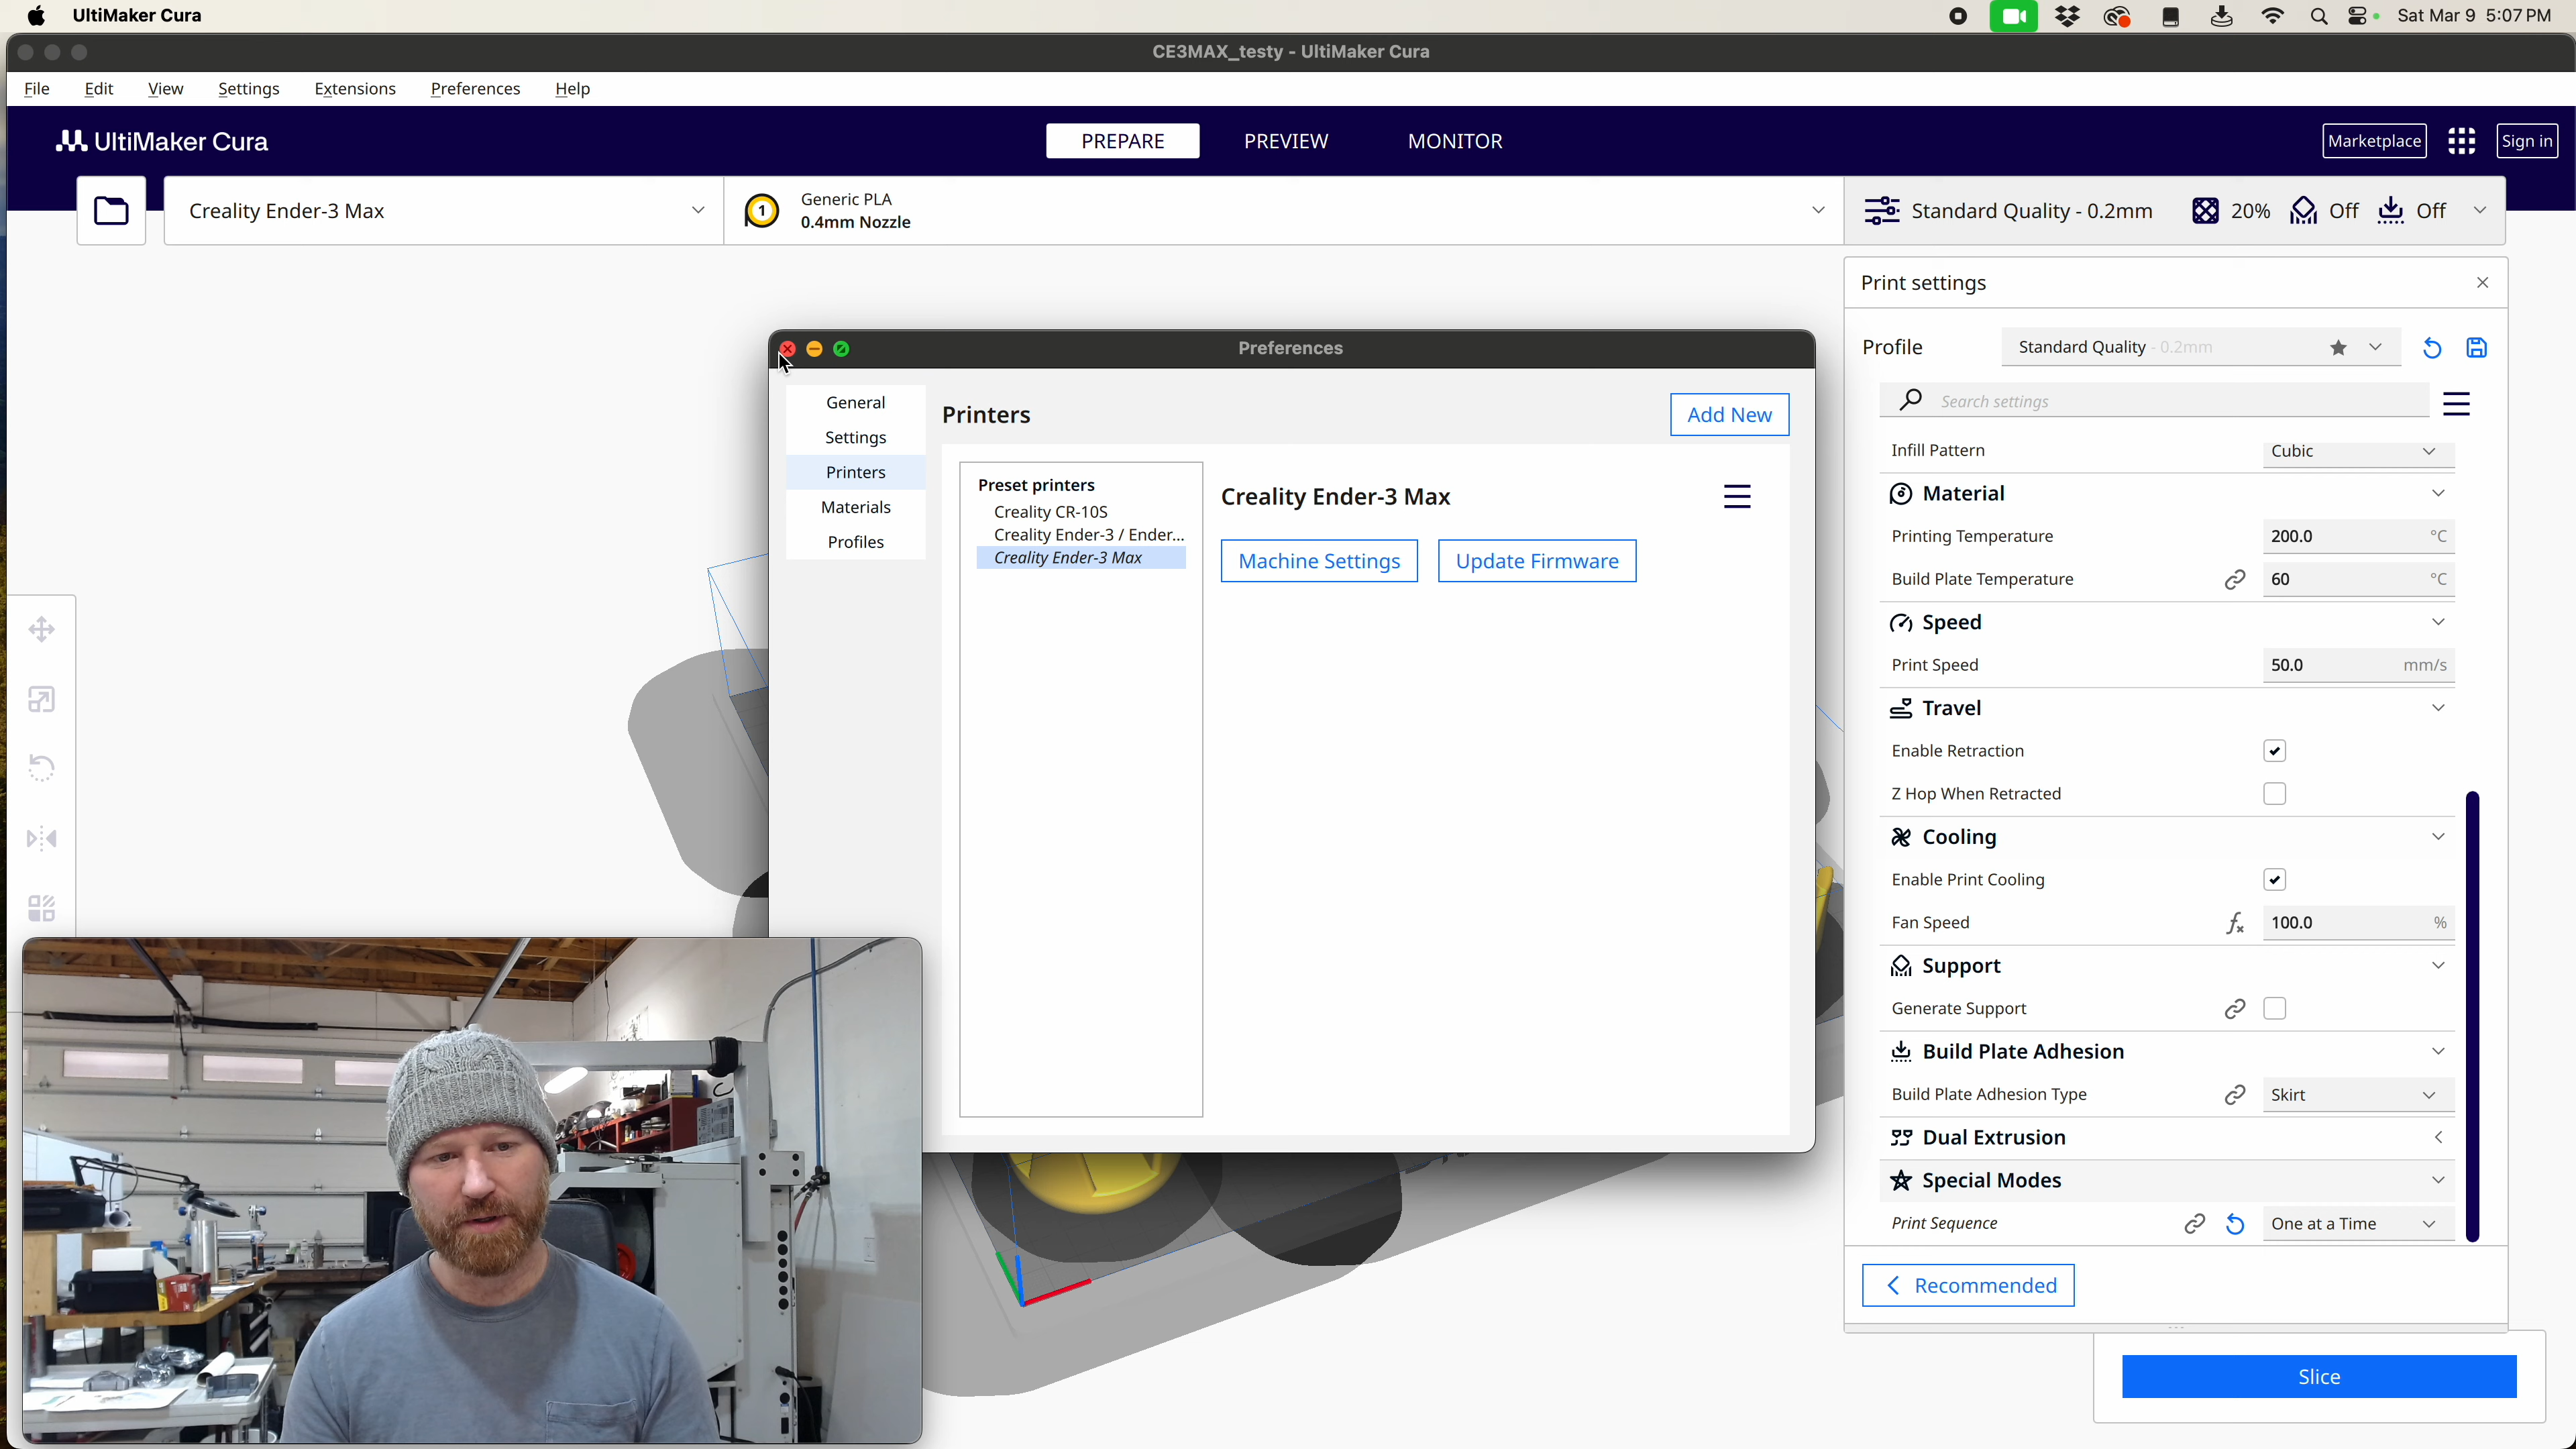 UltiMaker Cura
Sat Mar 9 5:07 PM
CE3MAX_testy - UltiMaker Cura
File Edit View Settings Extensions Preferences Help
UltiMaker Cura
PREPARE PREVIEW MONITOR
Marketplace Sign in
Creality Ender-3 Max
1
Generic PLA
0.4mm Nozzle
Standard Quality - 0.2mm 20% Off Off
Print settings
Profile Standard Quality - 0.2mm
Search settings
Infill Pattern Cubic
Material
Printing Temperature 200.0 °C
Build Plate Temperature 60 °C
Speed
Print Speed 50.0 mm/s
Travel
Enable Retraction
Z Hop When Retracted
Cooling
Enable Print Cooling
Fan Speed 100.0 %
Support
Generate Support
Build Plate Adhesion
Build Plate Adhesion Type Skirt
Dual Extrusion
Special Modes
Print Sequence One at a Time
Recommended
Slice
Preferences
General
Settings
Printers
Materials
Profiles
Printers
Add New
Preset printers
Creality CR-10S
Creality Ender-3 / Ender...
Creality Ender-3 Max
Creality Ender-3 Max
Machine Settings Update Firmware